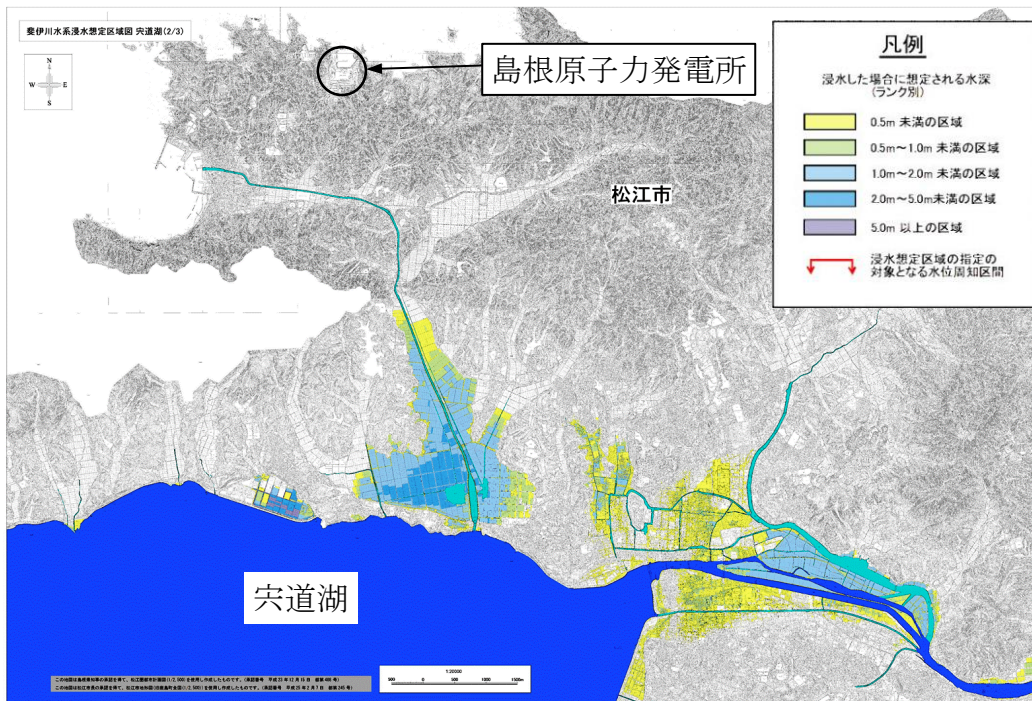 斐伊川水系浸水想定区域図 宍道湖(2/3)
N
W E
S
島根原子力発電所
凡例
浸水した場合に想定される水深
(ランク別)
0.5m 未満の区域
0.5m～1.0m 未満の区域
1.0m～2.0m 未満の区域
2.0m～5.0m未満の区域
5.0m 以上の区域
浸水想定区域の指定の
対象となる水位周知区間
松江市
宍道湖
1:20000
500 0 500 1000 1500m